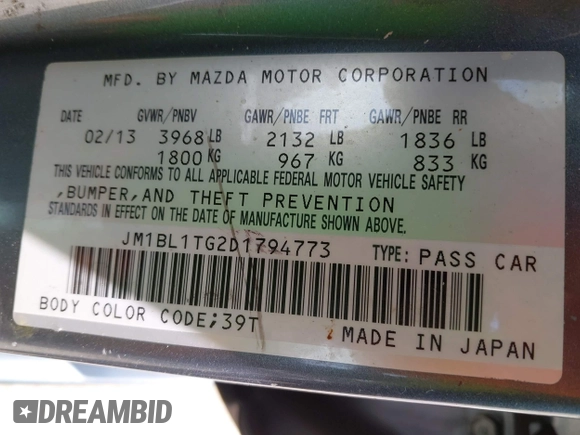 MFD. BY MAZDA MOTOR CORPORATION
DATE GVWR/PNBV GAWR/PNBE FRT GAWR/PNBE RR
02/13 3968 LB 2132 LB 1836 LB
1800 KG 967 KG 833 KG
THIS VEHICLE CONFORMS TO ALL APPLICABLE FEDERAL MOTOR VEHICLE SAFETY
,BUMPER,AND THEFT PREVENTION
STANDARDS IN EFFECT ON THE DATE OF MANUFACTURE SHOWN ABOVE.
JM1BL1TG2D1794773 TYPE: PASS CAR
BODY COLOR CODE;39T MADE IN JAPAN
DREAMBID